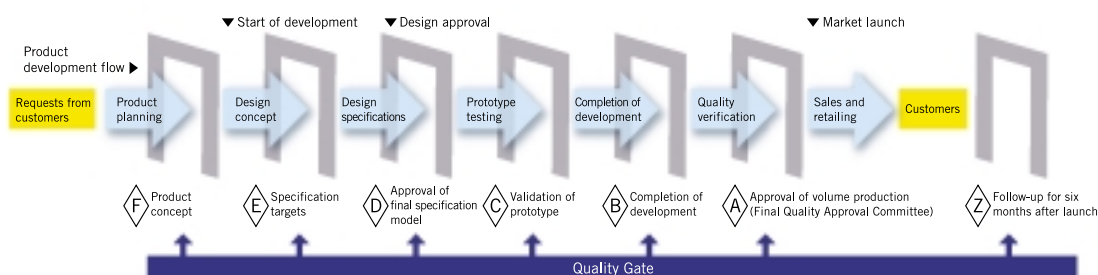 ▼ Start of development
▼ Design approval
▼ Market launch
Product
development flow ▶
Requests from
customers
Product
planning
Design
concept
Design
specifications
Prototype
testing
Completion of
development
Quality
verification
Sales and
retailing
Customers
F
Product
concept
E
Specification
targets
D
Approval of
final specification
model
C
Validation of
prototype
B
Completion of
development
A
Approval of volume production
(Final Quality Approval Committee)
Z
Follow-up for six
months after launch
Quality Gate